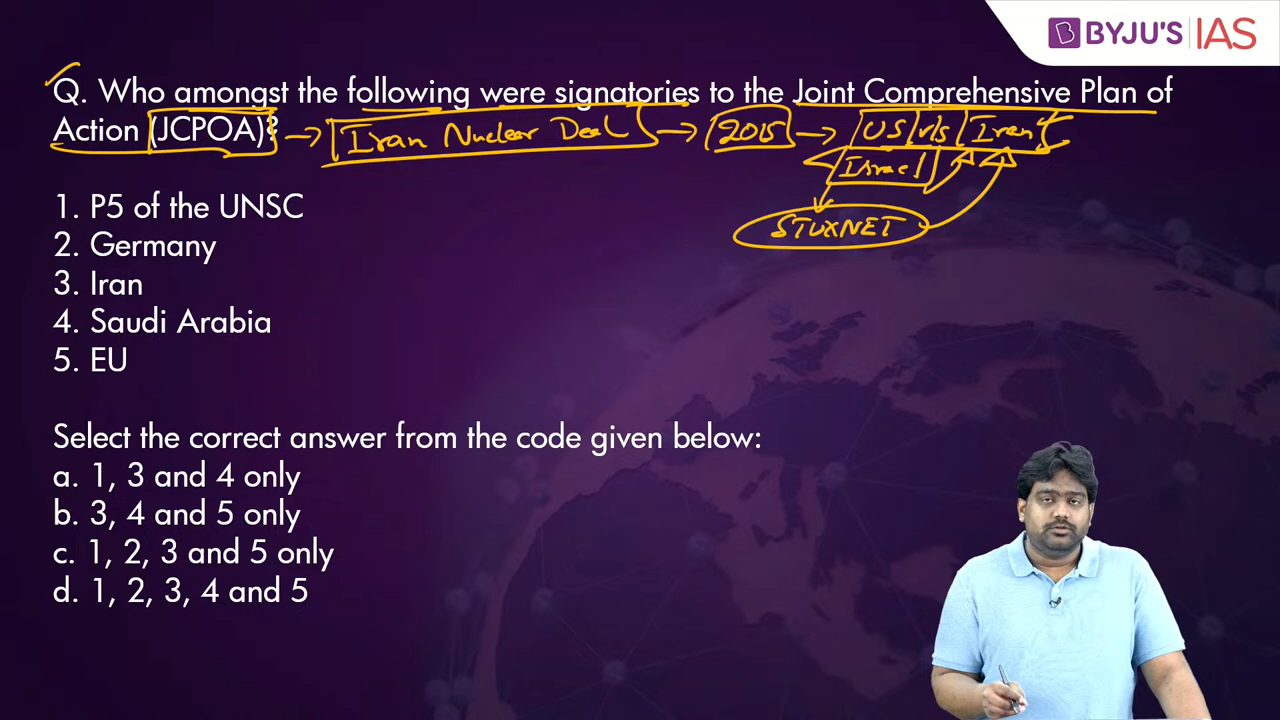 BYJU'S IAS
Q. Who amongst the following were signatories to the Joint Comprehensive Plan of
Action (JCPOA)? → Iran Nuclear Deal → 2015 → US v/s Iran
Israel
STUXNET
1. P5 of the UNSC
2. Germany
3. Iran
4. Saudi Arabia
5. EU
Select the correct answer from the code given below:
a. 1, 3 and 4 only
b. 3, 4 and 5 only
c. 1, 2, 3 and 5 only
d. 1, 2, 3, 4 and 5